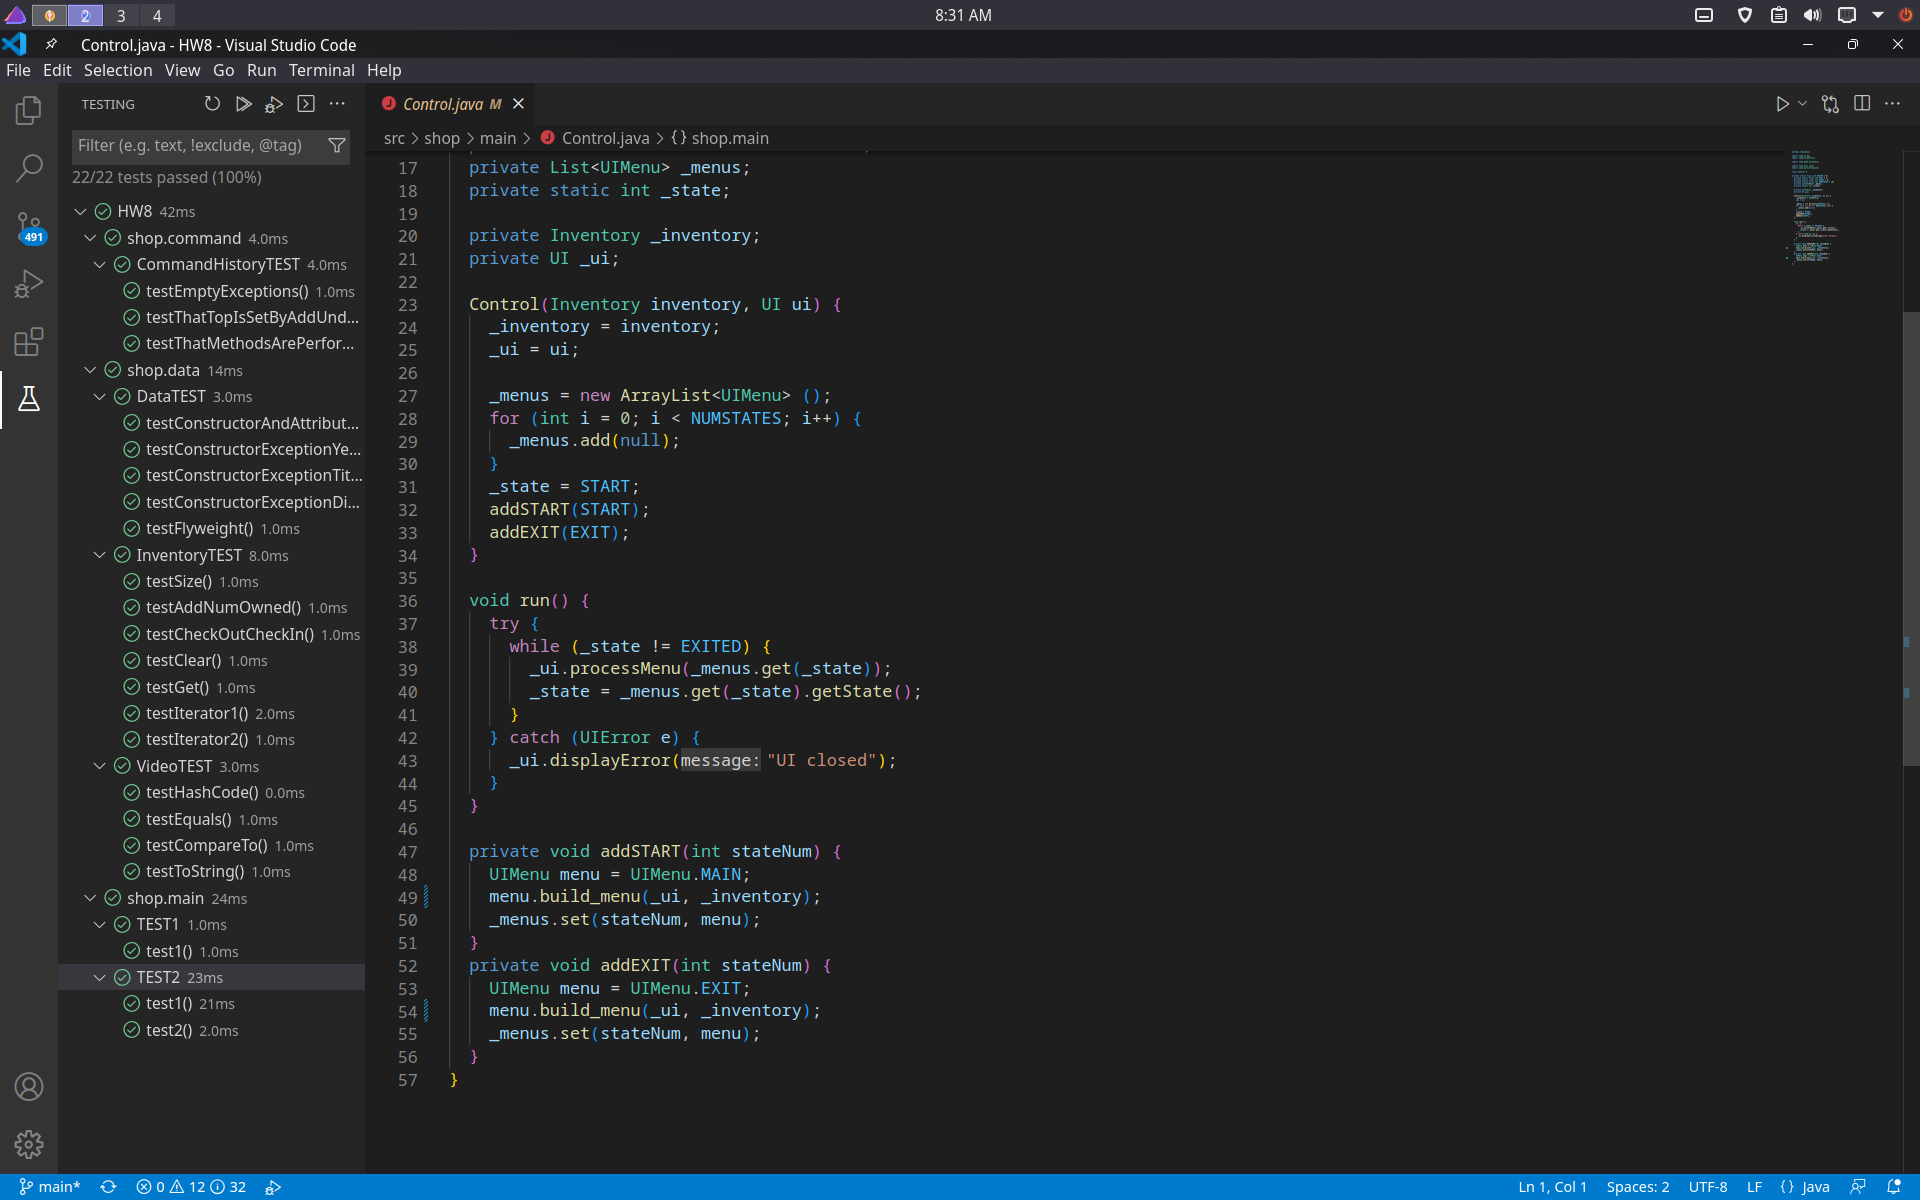 2 3 4
8:31 AM
Control.java - HW8 - Visual Studio Code
File Edit Selection View Go Run Terminal Help
TESTING
Filter (e.g. text, !exclude, @tag)
22/22 tests passed (100%)
HW8 42ms
shop.command 4.0ms
CommandHistoryTEST 4.0ms
testEmptyExceptions() 1.0ms
testThatTopIsSetByAddUnd...
testThatMethodsArePerfor...
shop.data 14ms
DataTEST 3.0ms
testConstructorAndAttribut...
testConstructorExceptionYe...
testConstructorExceptionTit...
testConstructorExceptionDi...
testFlyweight() 1.0ms
InventoryTEST 8.0ms
testSize() 1.0ms
testAddNumOwned() 1.0ms
testCheckOutCheckIn() 1.0ms
testClear() 1.0ms
testGet() 1.0ms
testIterator1() 2.0ms
testIterator2() 1.0ms
VideoTEST 3.0ms
testHashCode() 0.0ms
testEquals() 1.0ms
testCompareTo() 1.0ms
testToString() 1.0ms
shop.main 24ms
TEST1 1.0ms
test1() 1.0ms
TEST2 23ms
test1() 21ms
test2() 2.0ms
491
Control.java M
src > shop > main > Control.java > {} shop.main
17 private List<UIMenu> _menus;
18 private static int _state;
19
20 private Inventory _inventory;
21 private UI _ui;
22
23 Control(Inventory inventory, UI ui) {
24 _inventory = inventory;
25 _ui = ui;
26
27 _menus = new ArrayList<UIMenu> ();
28 for (int i = 0; i < NUMSTATES; i++) {
29 _menus.add(null);
30 }
31 _state = START;
32 addSTART(START);
33 addEXIT(EXIT);
34 }
35
36 void run() {
37 try {
38 while (_state != EXITED) {
39 _ui.processMenu(_menus.get(_state));
40 _state = _menus.get(_state).getState();
41 }
42 } catch (UIError e) {
43 _ui.displayError(message: "UI closed");
44 }
45 }
46
47 private void addSTART(int stateNum) {
48 UIMenu menu = UIMenu.MAIN;
49 menu.build_menu(_ui, _inventory);
50 _menus.set(stateNum, menu);
51 }
52 private void addEXIT(int stateNum) {
53 UIMenu menu = UIMenu.EXIT;
54 menu.build_menu(_ui, _inventory);
55 _menus.set(stateNum, menu);
56 }
57 }
main* 0 12 32
Ln 1, Col 1 Spaces: 2 UTF-8 LF {} Java